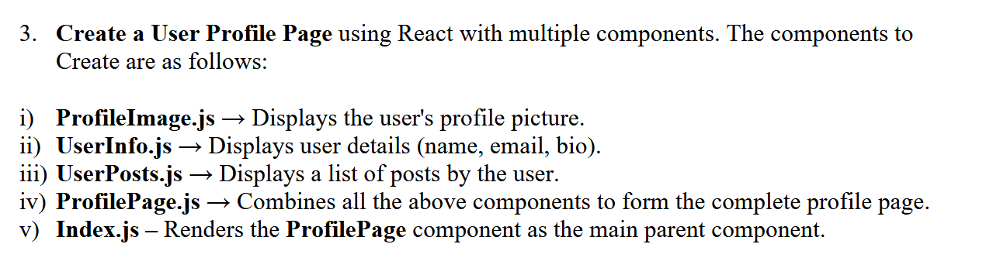 3. Create a User Profile Page using React with multiple components. The components to
Create are as follows:
i) ProfileImage.js → Displays the user's profile picture.
ii) UserInfo.js → Displays user details (name, email, bio).
iii) UserPosts.js → Displays a list of posts by the user.
iv) ProfilePage.js → Combines all the above components to form the complete profile page.
v) Index.js – Renders the ProfilePage component as the main parent component.